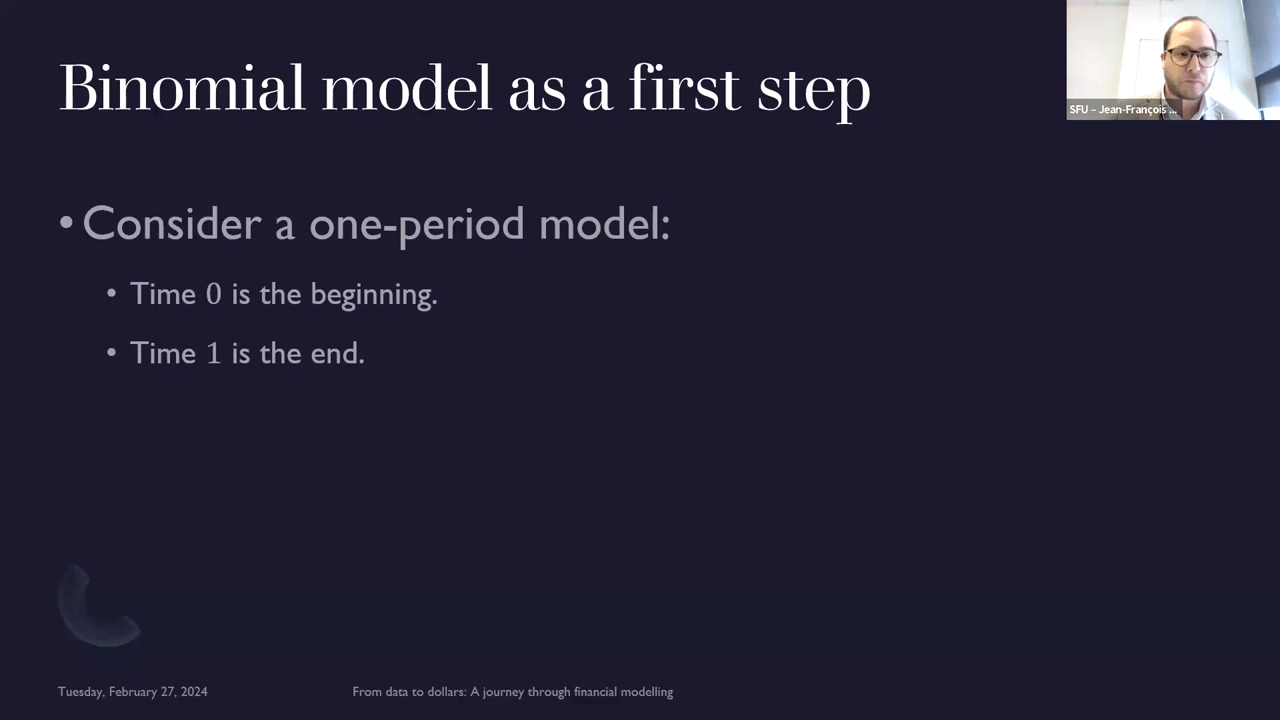 Binomial model as a first step
SFU – Jean-François ...
• Consider a one-period model:
• Time 0 is the beginning.
• Time 1 is the end.
Tuesday, February 27, 2024
From data to dollars: A journey through financial modelling